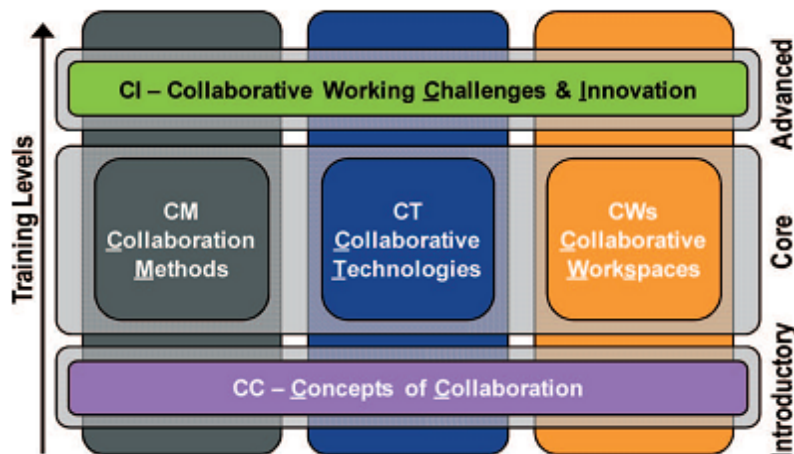 Training Levels
CI – Collaborative Working Challenges & Innovation
Advanced
CM
Collaboration
Methods
CT
Collaborative
Technologies
CWs
Collaborative
Workspaces
Core
CC – Concepts of Collaboration
Introductory